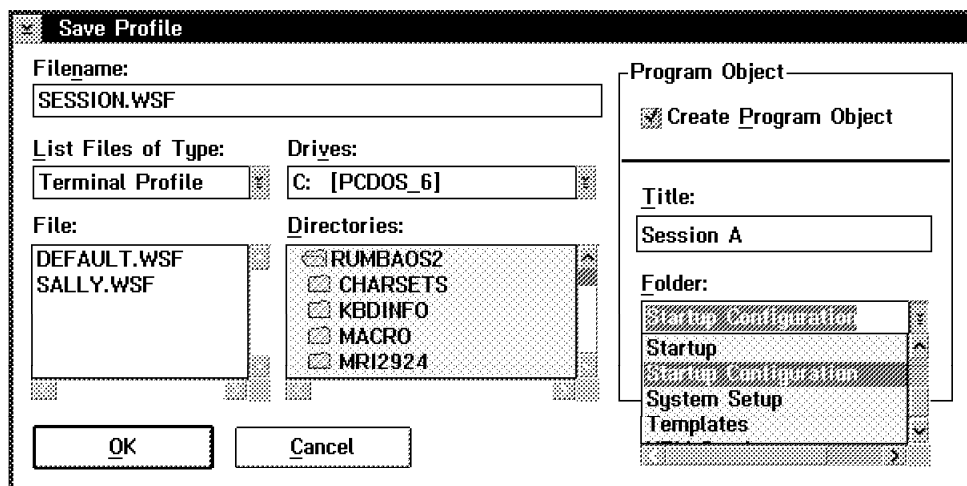 Save Profile
Filename:
SESSION.WSF
List Files of Type:
Terminal Profile
Drives:
C: [PCDOS_6]
File:
DEFAULT.WSF
SALLY.WSF
Directories:
RUMBAOS2
CHARSETS
KBDINFO
MACRO
MRI2924
OK
Cancel
Program Object
Create Program Object
Title:
Session A
Folder:
Startup Configuration
Startup
Startup Configuration
System Setup
Templates